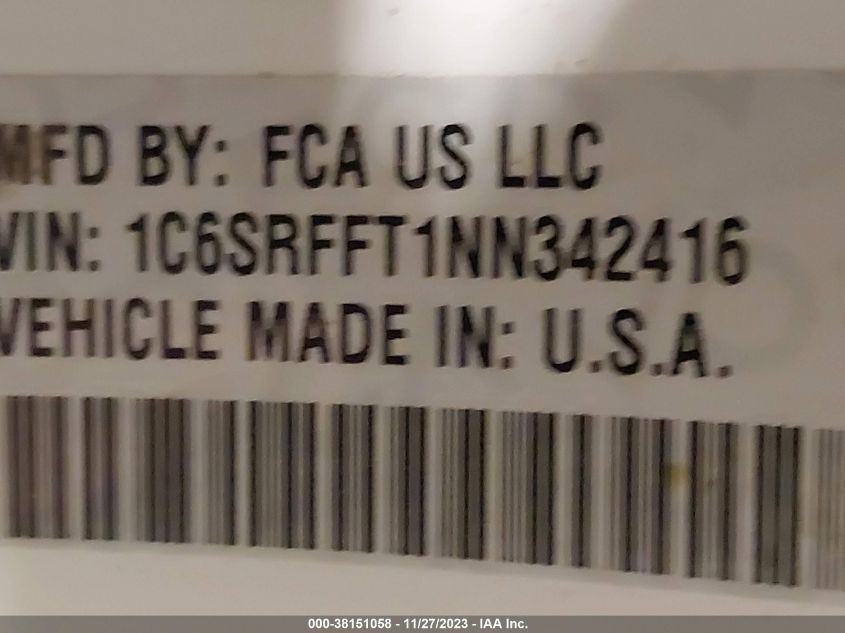 MFD BY: FCA US LLC
VIN: 1C6SRFFT1NN342416
VEHICLE MADE IN: U.S.A.
000-38151058 - 11/27/2023 - IAA Inc.